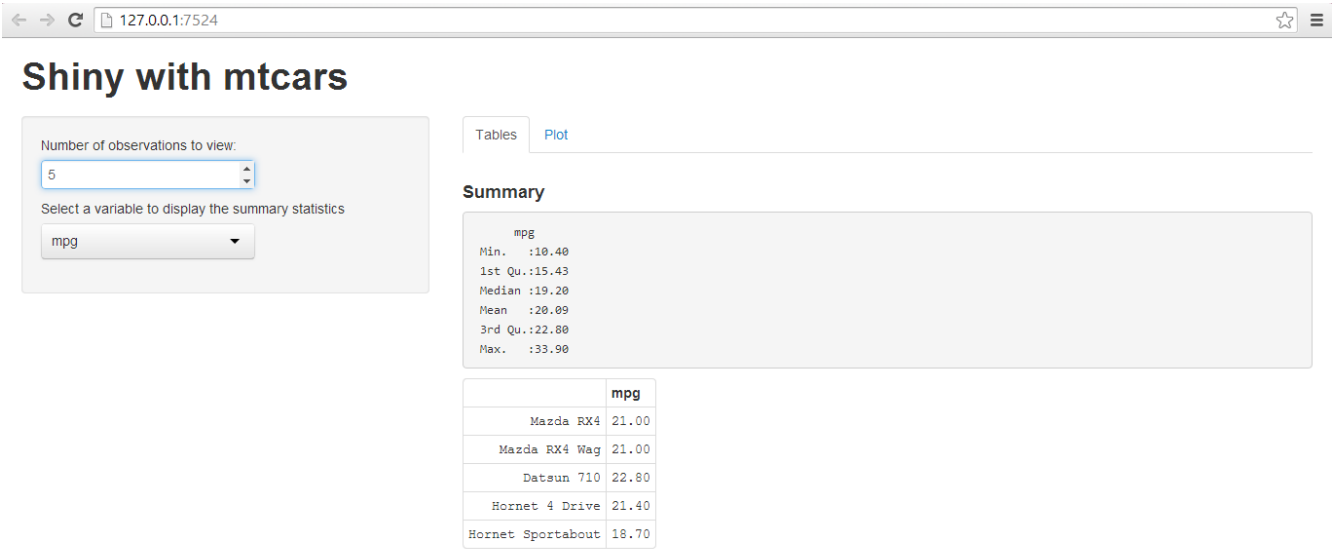 127.0.0.1:7524
Shiny with mtcars
Number of observations to view:
5
Select a variable to display the summary statistics
mpg
Tables Plot
Summary
mpg
Min. :10.40
1st Qu.:15.43
Median :19.20
Mean :20.09
3rd Qu.:22.80
Max. :33.90
mpg
Mazda RX4 21.00
Mazda RX4 Wag 21.00
Datsun 710 22.80
Hornet 4 Drive 21.40
Hornet Sportabout 18.70